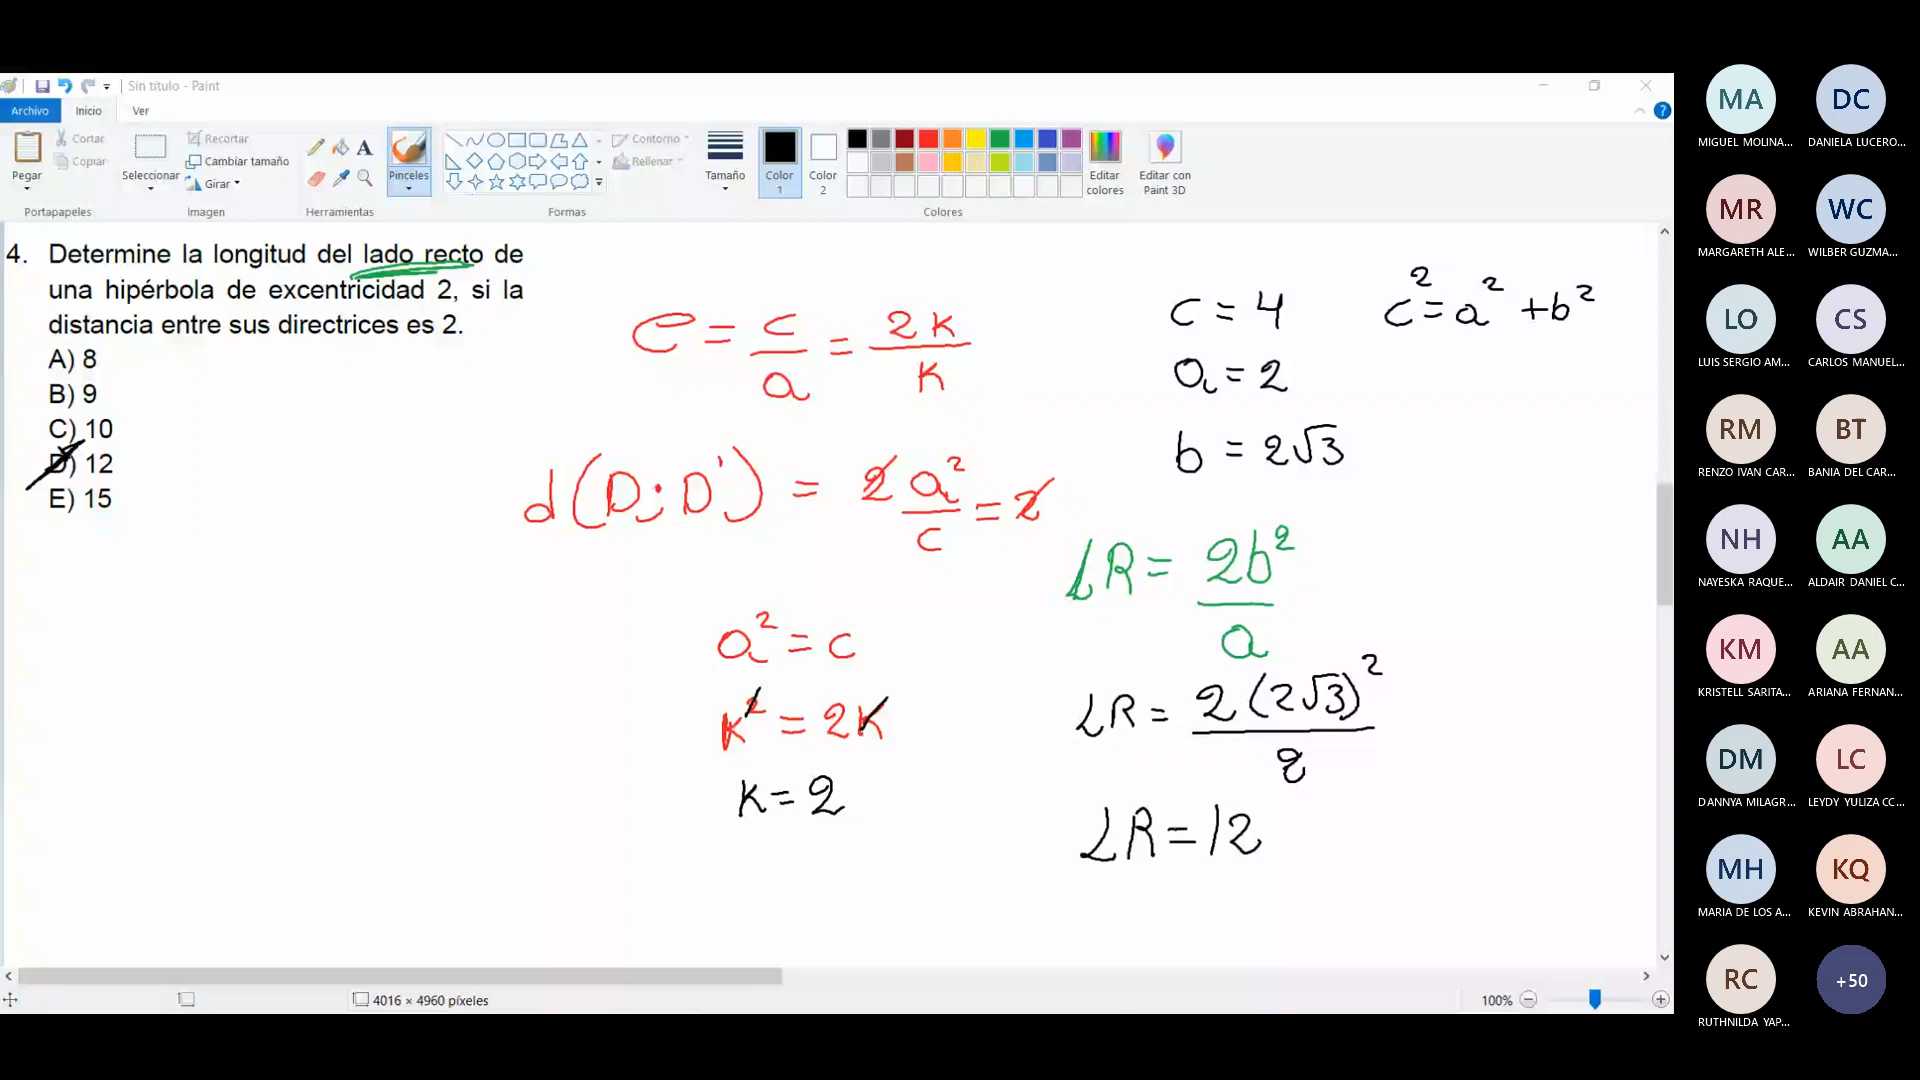 Sin título - Paint
Archivo Inicio Ver
Pegar
Cortar
Copiar
Portapapeles
Seleccionar
Recortar
Cambiar tamaño
Girar
Imagen
A
Pinceles
Herramientas
Contorno
Rellenar
Formas
Tamaño
Color 1
Color 2
Editar colores
Editar con Paint 3D
Colores
4. Determine la longitud del lado recto de
una hipérbola de excentricidad 2, si la
distancia entre sus directrices es 2.
A) 8
B) 9
C) 10
D) 12
E) 15
e = c/a = 2k/k
d(D;D') = 2a²/c = 2
a² = c
k² = 2k
k = 2
c = 4
c² = a² + b²
a = 2
b = 2√3
LR = 2b²/a
LR = 2(2√3)²/2
LR = 12
4016 × 4960 píxeles
100%
MA
MIGUEL MOLINA...
DC
DANIELA LUCERO...
MR
MARGARETH ALE...
WC
WILBER GUZMA...
LO
LUIS SERGIO AM...
CS
CARLOS MANUEL...
RM
RENZO IVAN CAR...
BT
BANIA DEL CAR...
NH
NAYESKA RAQUE...
AA
ALDAIR DANIEL C...
KM
KRISTELL SARITA...
AA
ARIANA FERNAN...
DM
DANNYA MILAGR...
LC
LEYDY YULIZA CC...
MH
MARIA DE LOS A...
KQ
KEVIN ABRAHAN...
RC
RUTHNILDA YAP...
+50